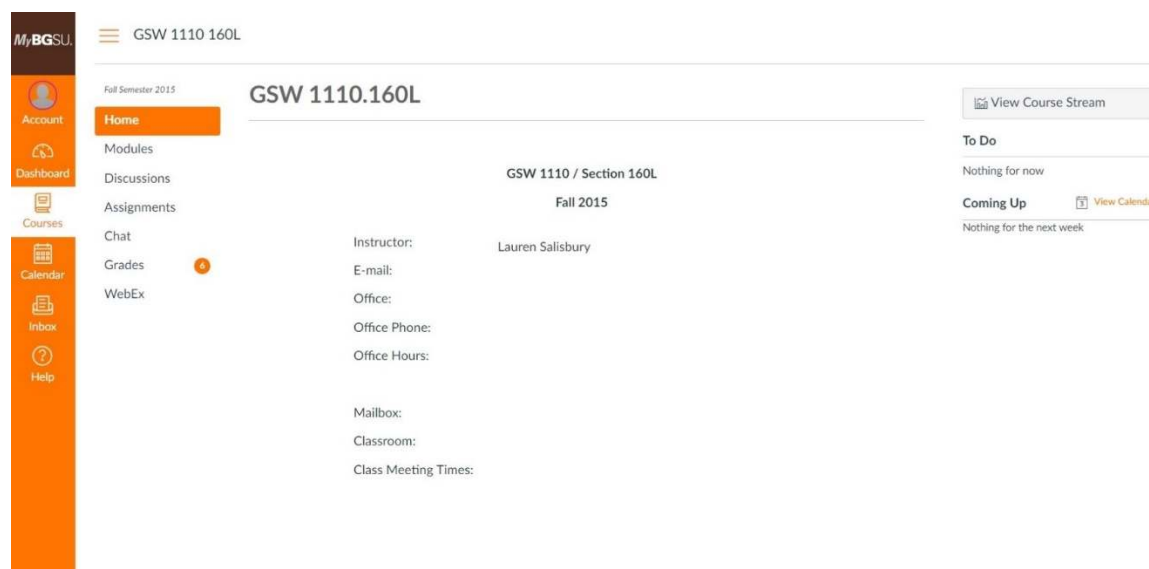 MyBGSU.
GSW 1110 160L
Account
Dashboard
Courses
Calendar
Inbox
Help
Fall Semester 2015
Home
Modules
Discussions
Assignments
Chat
Grades 6
WebEx
GSW 1110.160L
GSW 1110 / Section 160L
Fall 2015
Instructor: Lauren Salisbury
E-mail:
Office:
Office Phone:
Office Hours:
Mailbox:
Classroom:
Class Meeting Times:
View Course Stream
To Do
Nothing for now
Coming Up View Calenda
Nothing for the next week